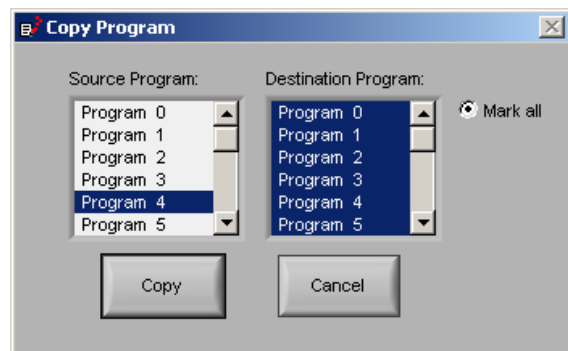 Copy Program
Source Program:
Program 0
Program 1
Program 2
Program 3
Program 4
Program 5
Destination Program:
Program 0
Program 1
Program 2
Program 3
Program 4
Program 5
Mark all
Copy
Cancel